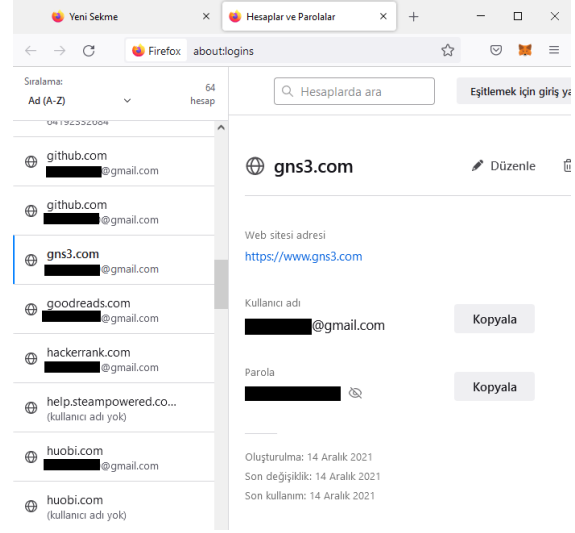 Yeni Sekme
Hesaplar ve Parolalar
Firefox about:logins
Sıralama:
Ad (A-Z)
64
hesap
Hesaplarda ara
Eşitlemek için giriş ya
github.com
@gmail.com
github.com
@gmail.com
gns3.com
@gmail.com
goodreads.com
@gmail.com
hackerrank.com
@gmail.com
help.steampowered.co...
(kullanıcı adı yok)
huobi.com
@gmail.com
huobi.com
(kullanıcı adı yok)
gns3.com
Düzenle
Web sitesi adresi
https://www.gns3.com
Kullanıcı adı
@gmail.com
Kopyala
Parola
Kopyala
Oluşturulma: 14 Aralık 2021
Son değişiklik: 14 Aralık 2021
Son kullanım: 14 Aralık 2021